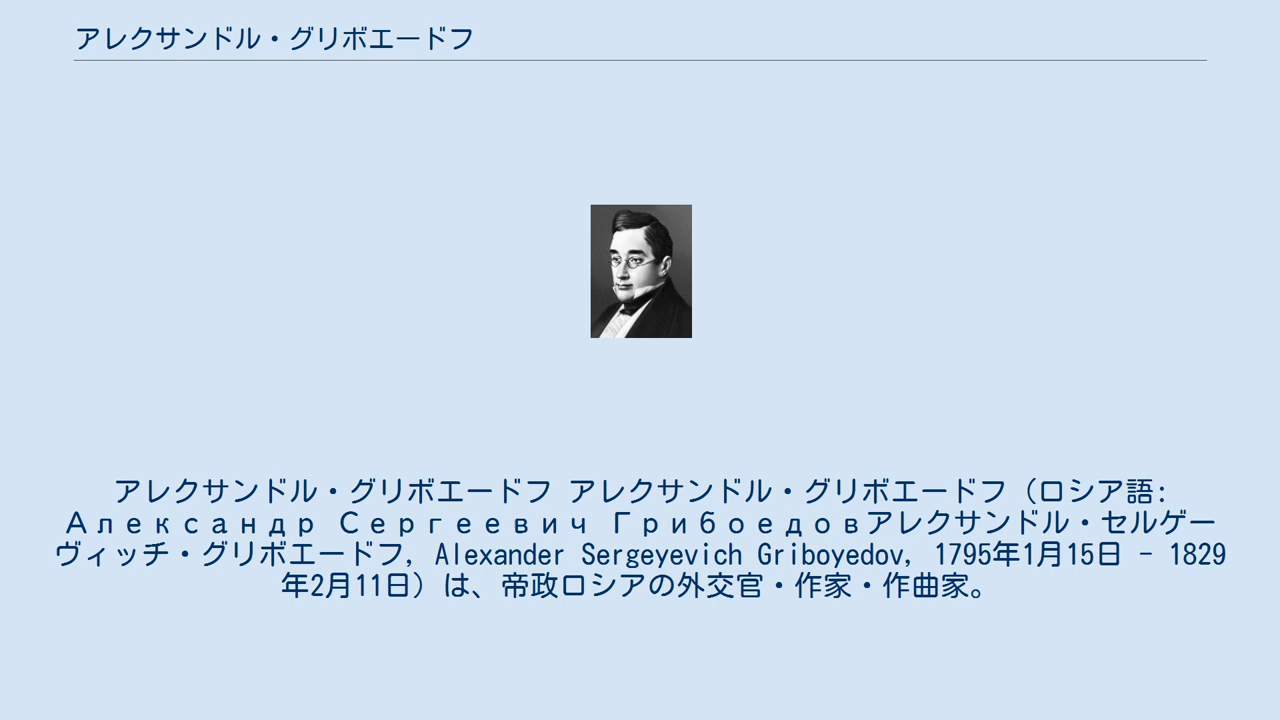 アレクサンドル・グリボエードフ
アレクサンドル・グリボエードフ アレクサンドル・グリボエードフ（ロシア語:
Александр Сергеевич Грибоедовアレクサンドル・セルゲー
ヴィッチ・グリボエードフ, Alexander Sergeyevich Griboyedov, 1795年1月15日 - 1829
年2月11日）は、帝政ロシアの外交官・作家・作曲家。